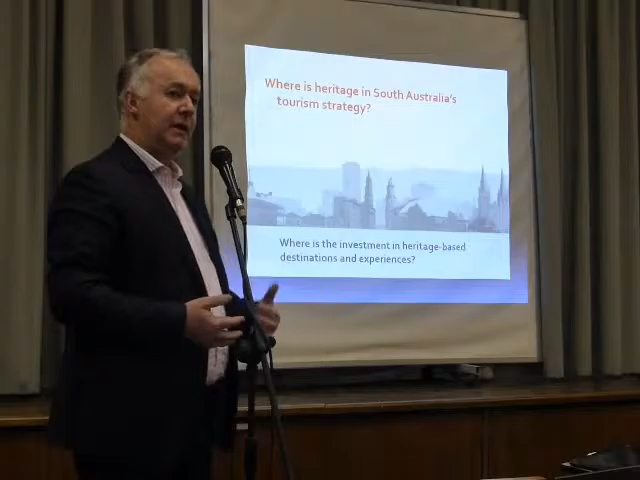 Where is heritage in South Australia's
tourism strategy?
Where is the investment in heritage-based
destinations and experiences?